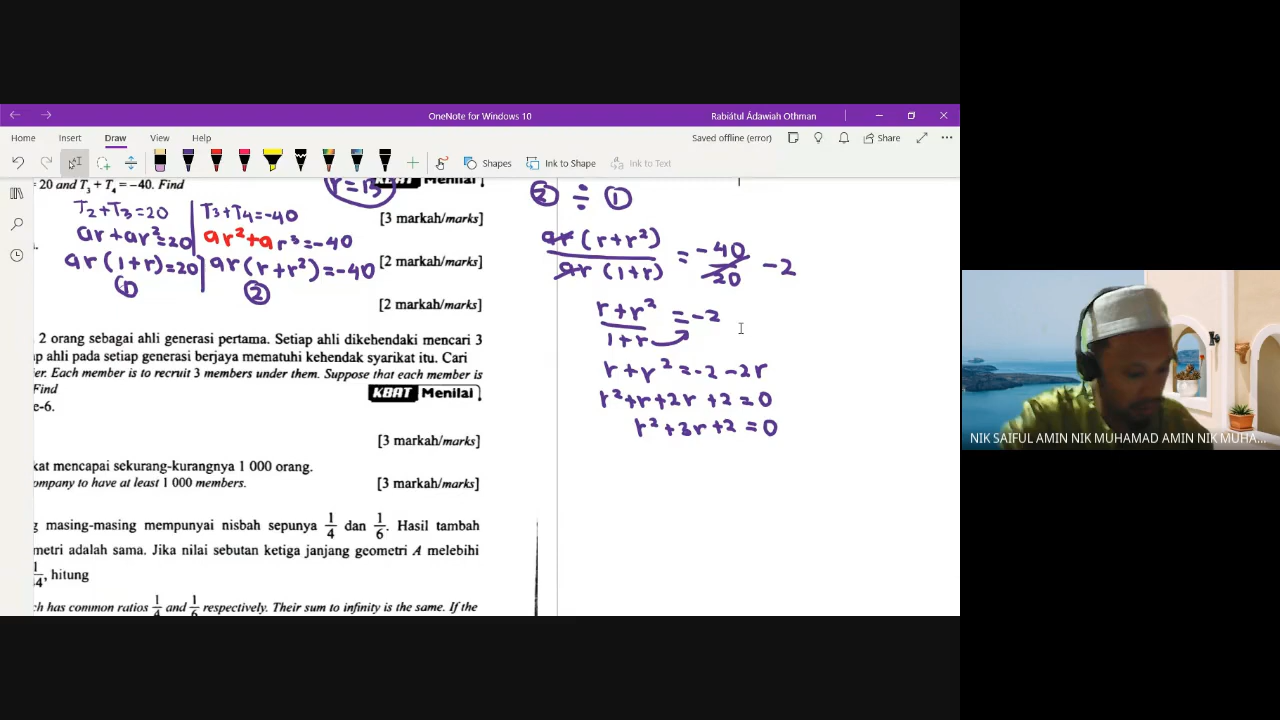 OneNote for Windows 10
Rabiátul Ádawiah Othman
Home Insert Draw View Help
Saved offline (error)
Share
Shapes
Ink to Shape
Ink to Text
= 20 and T₃ + T₄ = −40. Find
r = 13
KBAT Menilai
[3 markah/marks]
T₂+T₃=20
ar+ar²=20
ar(1+r)=20
①
T₃+T₄=-40
ar²+ar³=-40
ar(r+r²)=-40
②
[2 markah/marks]
[2 markah/marks]
2 orang sebagai ahli generasi pertama. Setiap ahli dikehendaki mencari 3
ap ahli pada setiap generasi berjaya mematuhi kehendak syarikat itu. Cari
er. Each member is to recruit 3 members under them. Suppose that each member is
Find
KBAT Menilai
e-6.
[3 markah/marks]
kat mencapai sekurang-kurangnya 1 000 orang.
ompany to have at least 1 000 members.
[3 markah/marks]
g masing-masing mempunyai nisbah sepunya 1/4 dan 1/6. Hasil tambah
metri adalah sama. Jika nilai sebutan ketiga janjang geometri A melebihi
, hitung
ch has common ratios 1/4 and 1/6 respectively. Their sum to infinity is the same. If the
② ÷ ①
ar(r+r²)/ar(1+r) = -40/20 -2
r+r²/1+r = -2
r+r²=-2-2r
r²+r+2r+2=0
r²+3r+2=0
NIK SAIFUL AMIN NIK MUHAMAD AMIN NIK MUHA...